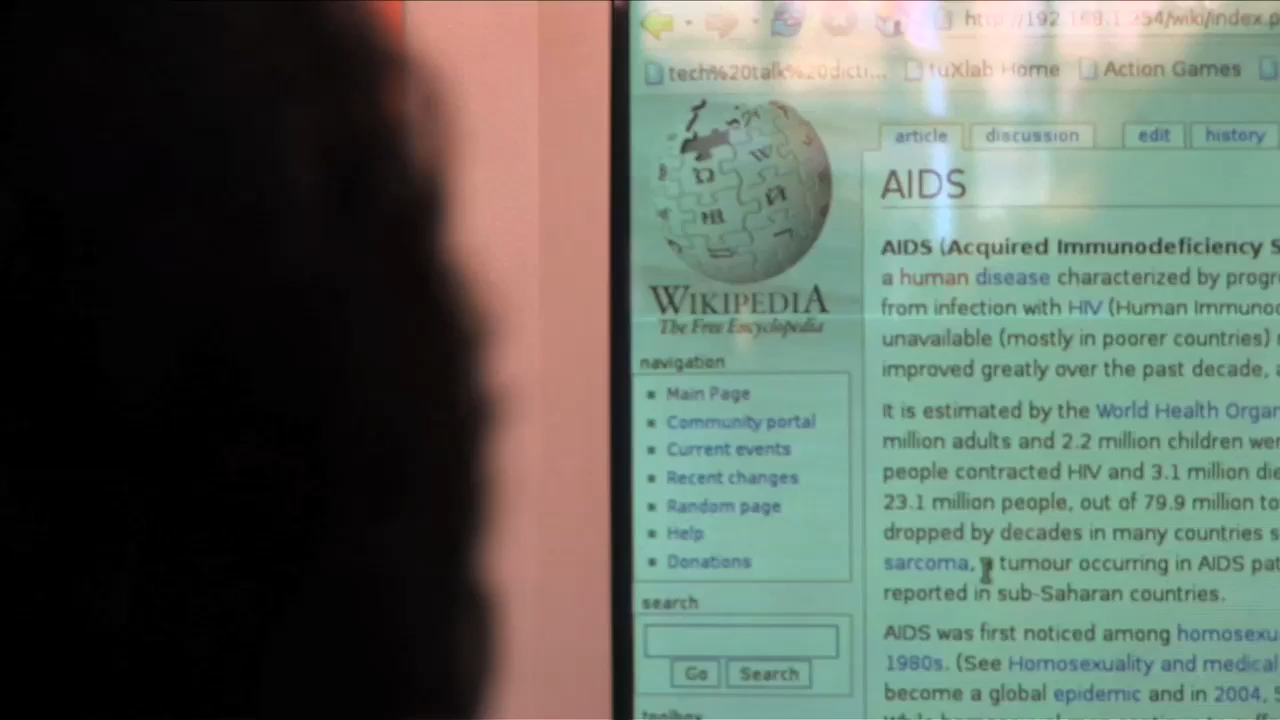 http://192.168.1.254/wiki/index.p
tech%20talk%20dicti... tuXlab Home Action Games
article discussion edit history
AIDS
WIKIPEDIA
The Free Encyclopedia
navigation
Main Page
Community portal
Current events
Recent changes
Random page
Help
Donations
search
Go Search
toolbox
AIDS (Acquired Immunodeficiency S
a human disease characterized by progr
from infection with HIV (Human Immuno
unavailable (mostly in poorer countries)
improved greatly over the past decade, a
It is estimated by the World Health Organ
million adults and 2.2 million children wer
people contracted HIV and 3.1 million die
23.1 million people, out of 79.9 million to
dropped by decades in many countries s
sarcoma, tumour occurring in AIDS pat
reported in sub-Saharan countries.
AIDS was first noticed among homosexu
1980s. (See Homosexuality and medical
become a global epidemic and in 2004, 5